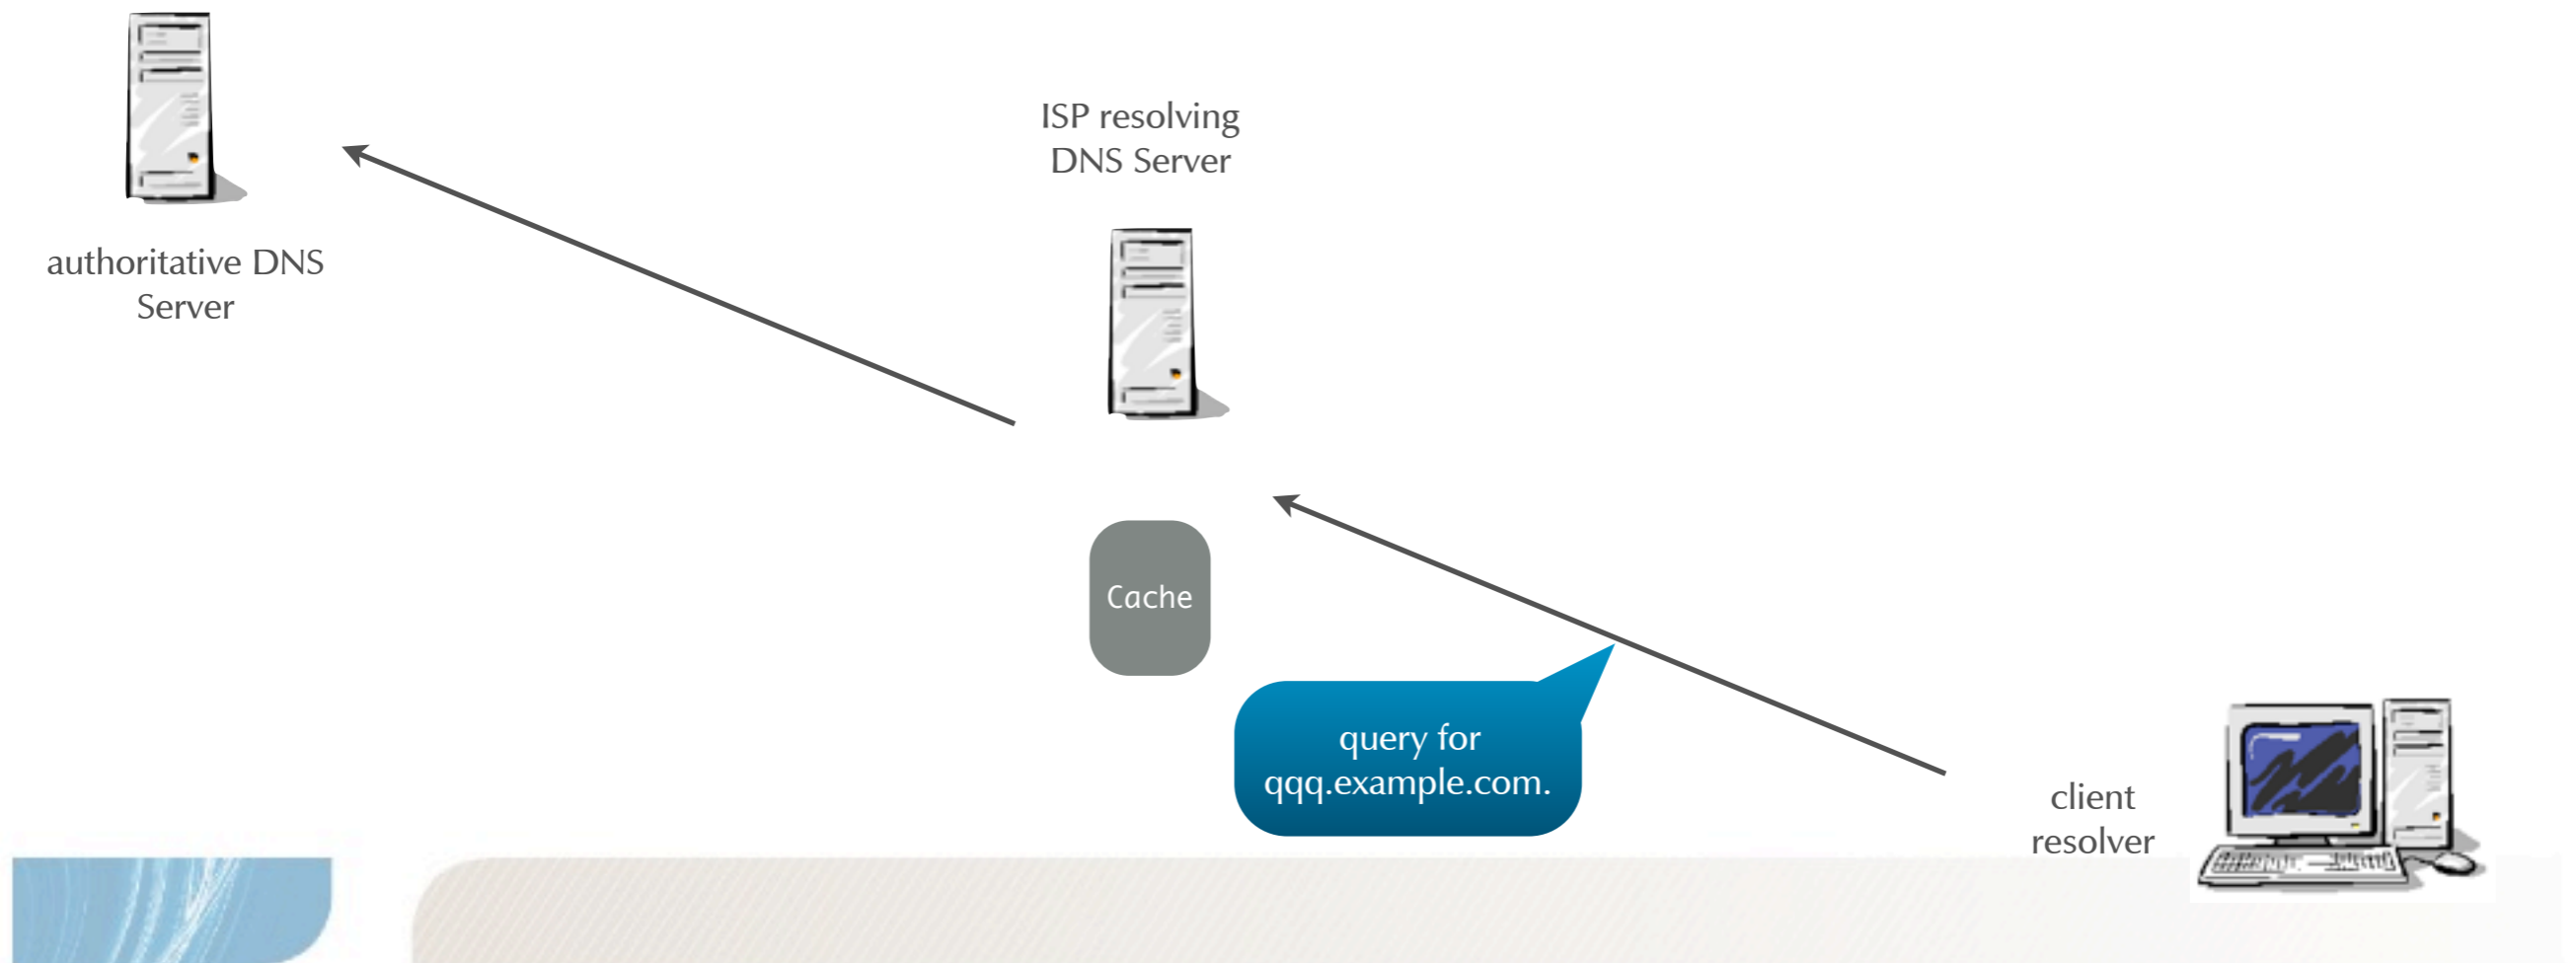 ISP resolving
DNS Server
authoritative DNS
Server
Cache
query for
qqq.example.com.
client
resolver